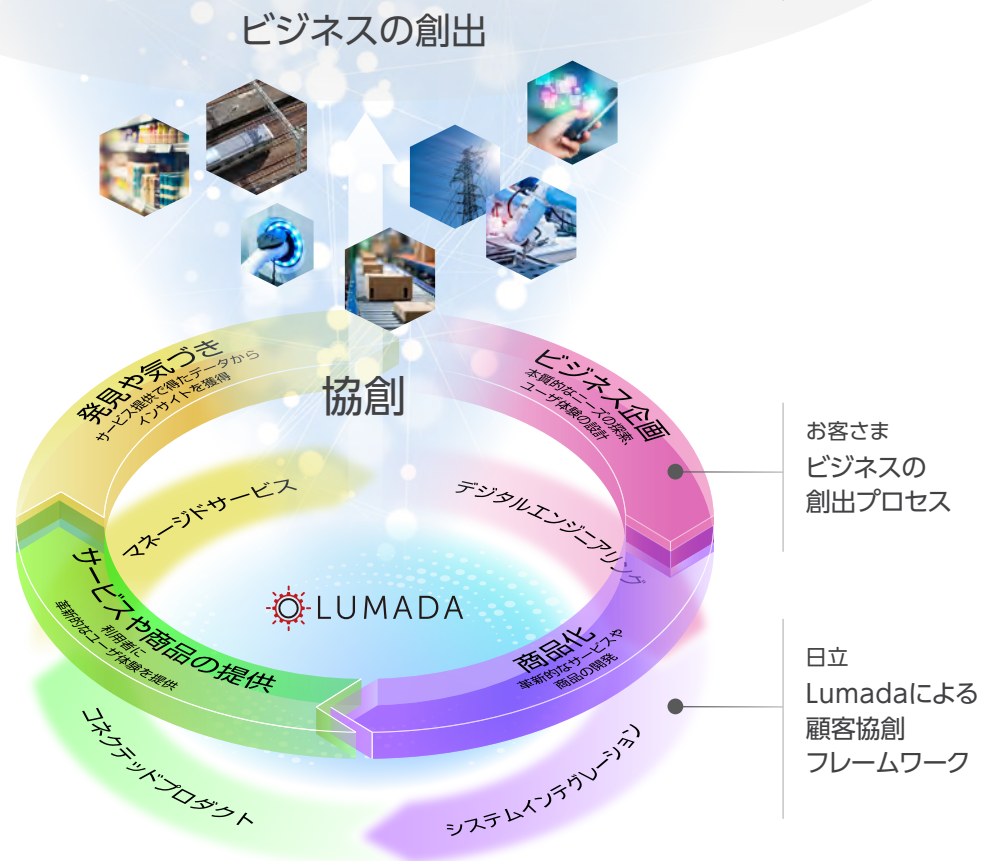 ビジネスの創出
発見や気づき
サービス提供で得たデータから
インサイトを獲得
ビジネス企画
本質的なニーズの探索、
ユーザ体験の設計
協創
お客さま
ビジネスの
創出プロセス
マネージドサービス
デジタルエンジニアリング
LUMADA
サービスや商品の提供
利用者に
革新的なユーザ体験を提供
商品化
革新的なサービスや
商品の開発
日立
Lumadaによる
顧客協創
フレームワーク
コネクテッドプロダクト
システムインテグレーション